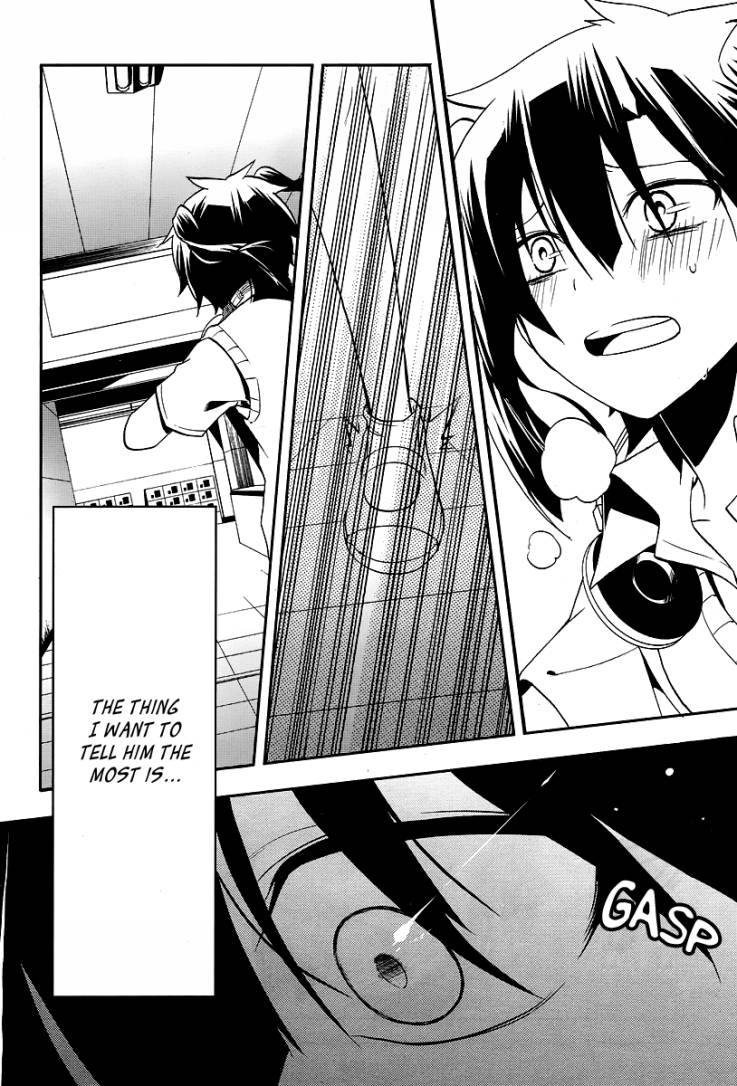 THE THING
I WANT TO
TELL HIM THE
MOST IS...
GASP